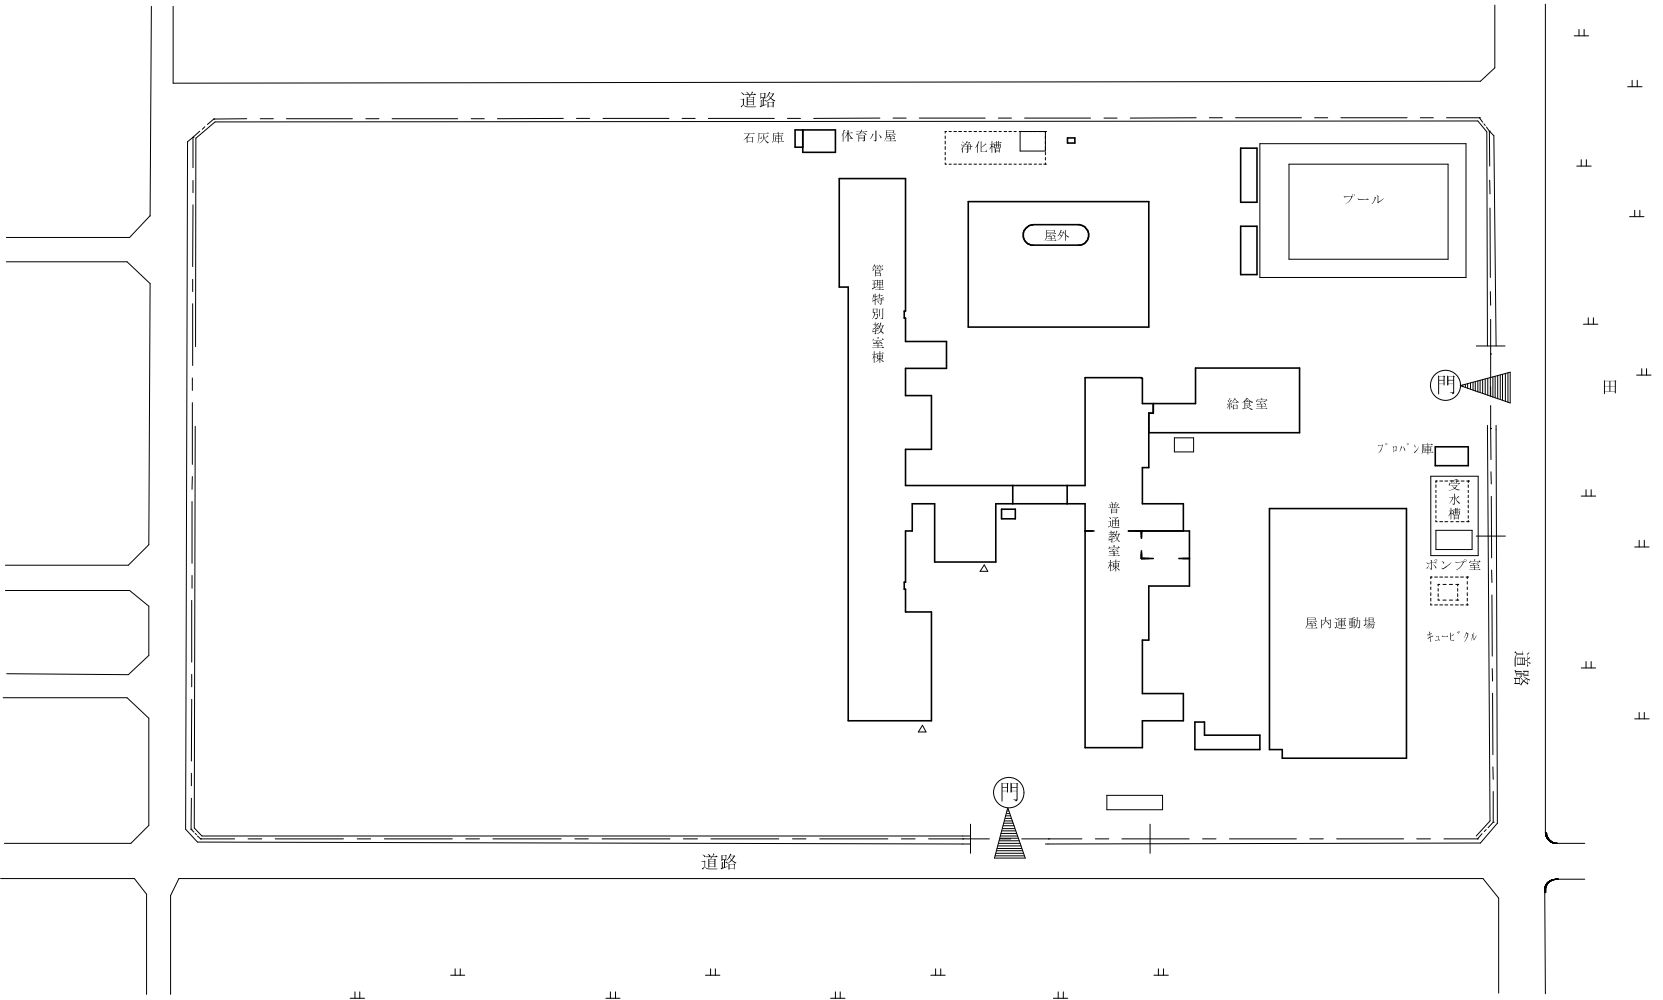 道路
石灰庫
体育小屋
浄化槽
プール
屋外
管理特別教室棟
門
田
給食室
ﾌﾟﾛﾊﾟﾝ庫
受水槽
普通教室棟
ポンプ室
屋内運動場
ｷｭｰﾋﾞｸﾙ
道路
門
道路